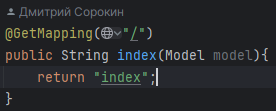 Дмитрий Сорокин
@GetMapping("/")
public String index(Model model){
return "index";
}